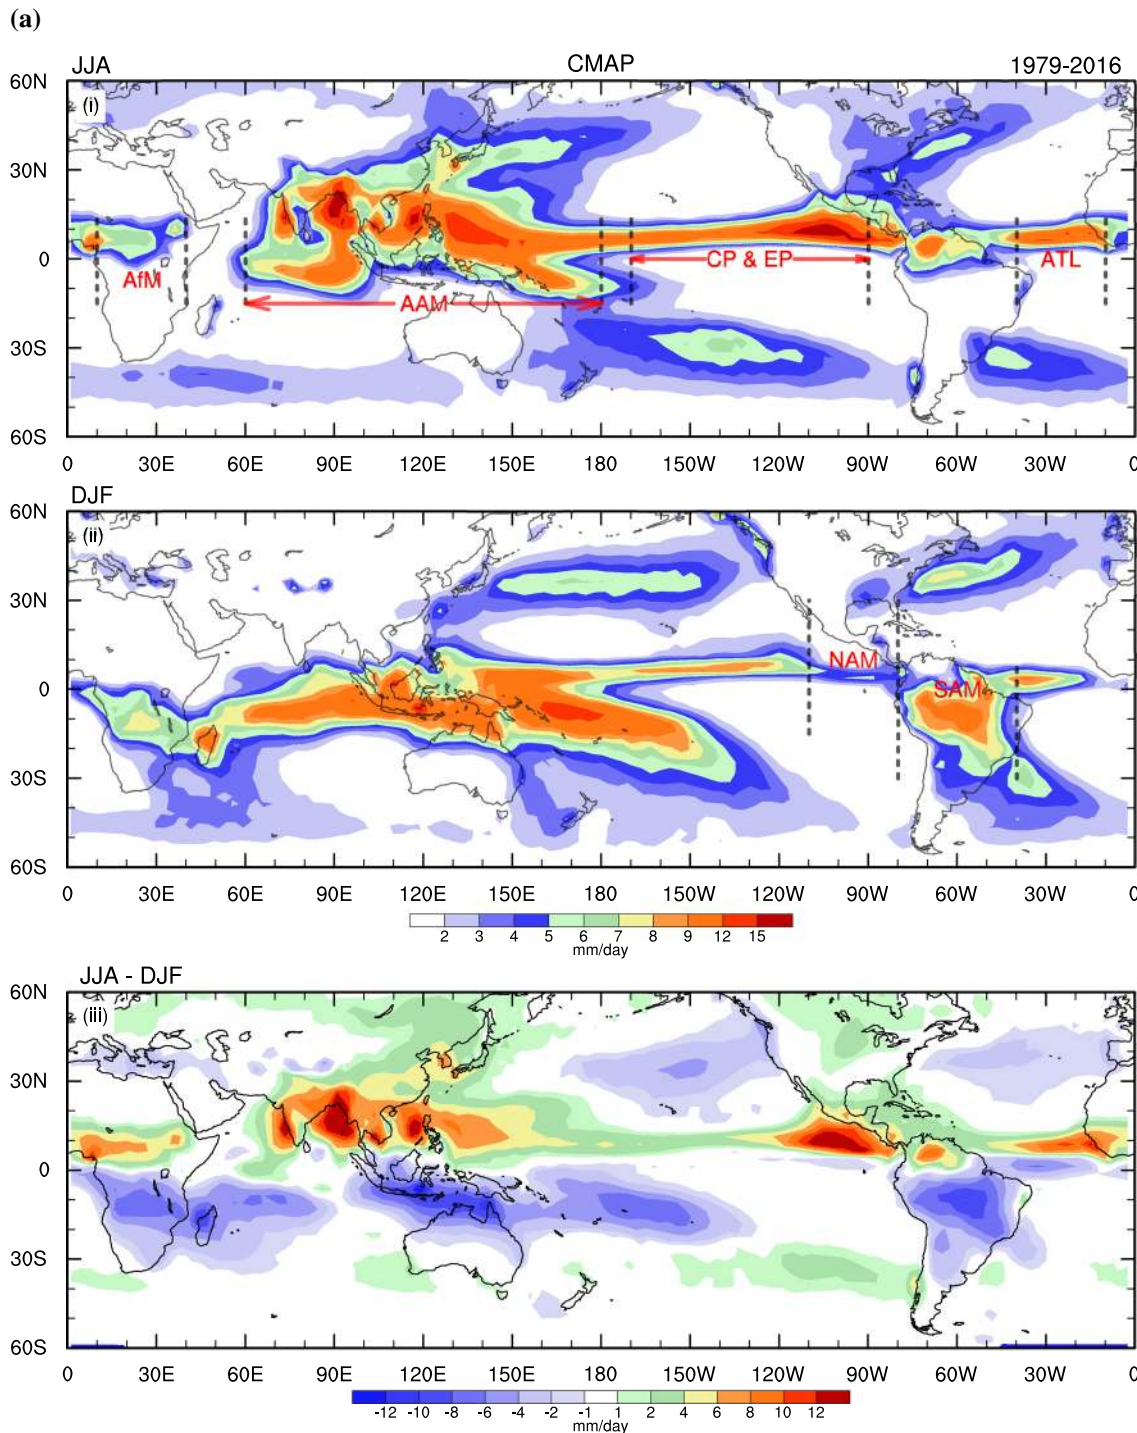 (a)
JJA CMAP 1979-2016
(i)
60N
30N
0
30S
60S
AfM
AAM
CP & EP
ATL
0 30E 60E 90E 120E 150E 180 150W 120W 90W 60W 30W 0
DJF
(ii)
60N
30N
0
30S
60S
NAM
SAM
0 30E 60E 90E 120E 150E 180 150W 120W 90W 60W 30W 0
2 3 4 5 6 7 8 9 12 15
mm/day
JJA - DJF
(iii)
60N
30N
0
30S
60S
0 30E 60E 90E 120E 150E 180 150W 120W 90W 60W 30W 0
-12 -10 -8 -6 -4 -2 -1 1 2 4 6 8 10 12
mm/day